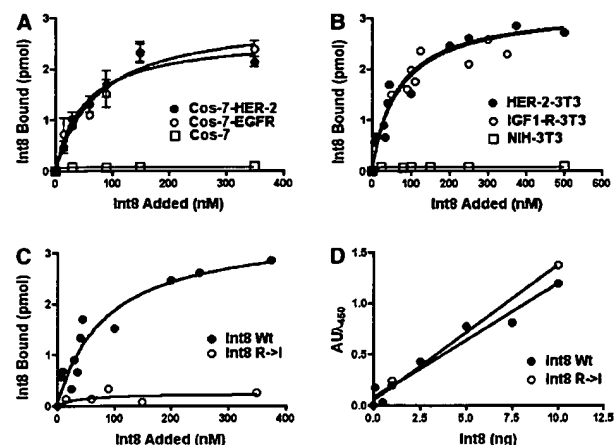 A
Int8 Bound (pmol)
3
2
1
0
Cos-7-HER-2
Cos-7-EGFR
Cos-7
0 100 200 300 400
Int8 Added (nM)
B
Int8 Bound (pmol)
3
2
1
0
HER-2-3T3
IGF1-R-3T3
NIH-3T3
0 100 200 300 400 500 600
Int8 Added (nM)
C
Int8 Bound (pmol)
3
2
1
0
Int8 Wt
Int8 R->I
0 100 200 300 400
Int8 Added (nM)
D
AUλ450
1.5
1.0
0.5
0.0
Int8 Wt
Int8 R->I
0.0 2.5 5.0 7.5 10.0 12.5
Int8 (ng)